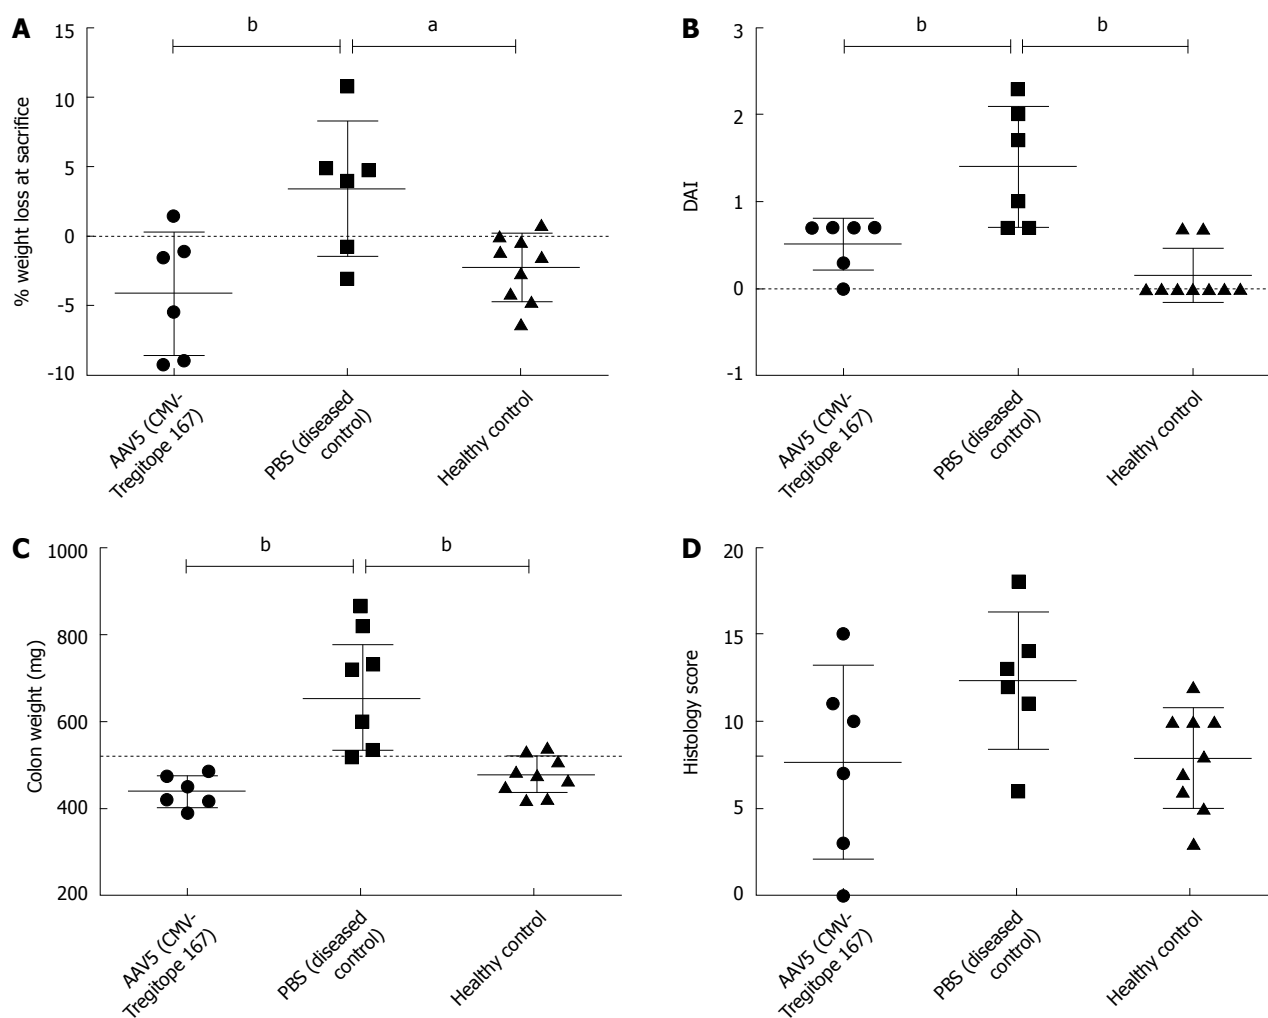 A
15
10
5
0
-5
-10
% weight loss at sacrifice
b
a
AAV5 (CMV-
Tregitope 167)
PBS (diseased
control)
Healthy control
B
3
2
1
0
-1
DAI
b
b
AAV5 (CMV-
Tregitope 167)
PBS (diseased
control)
Healthy control
C
1000
800
600
400
200
Colon weight (mg)
b
b
AAV5 (CMV-
Tregitope 167)
PBS (diseased
control)
Healthy control
D
20
15
10
5
0
Histology score
AAV5 (CMV-
Tregitope 167)
PBS (diseased
control)
Healthy control